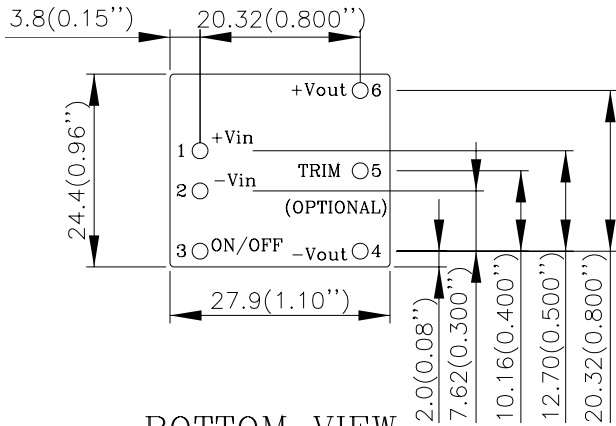 3.8(0.15'')
20.32(0.800'')
+Vout 6
24.4(0.96'')
1 +Vin
TRIM 5
2 -Vin
(OPTIONAL)
3 ON/OFF
-Vout 4
27.9(1.10'')
2.0(0.08'')
7.62(0.300'')
10.16(0.400'')
12.70(0.500'')
20.32(0.800'')
BOTTOM VIEW